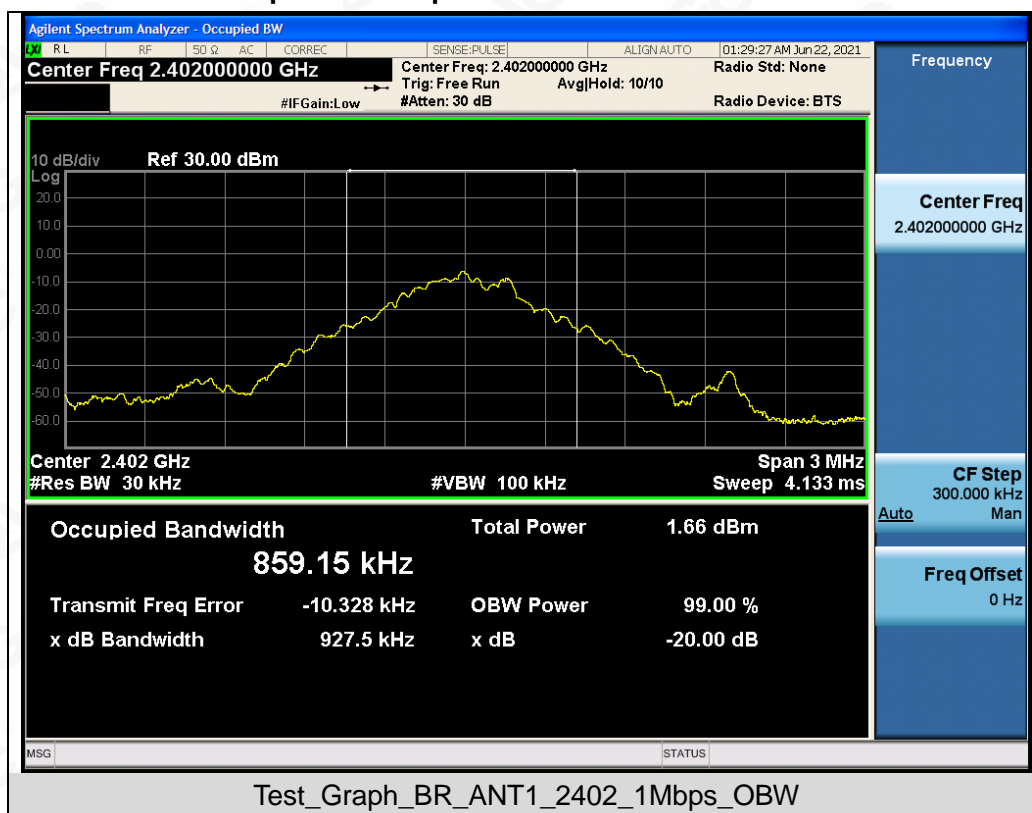 Agilent Spectrum Analyzer - Occupied BW
LXI RL RF 50 Ω AC CORREC SENSE:PULSE ALIGN AUTO 01:29:27 AM Jun 22, 2021
Center Freq 2.402000000 GHz
Center Freq: 2.402000000 GHz
Radio Std: None
Trig: Free Run Avg|Hold: 10/10
#IFGain:Low
#Atten: 30 dB
Radio Device: BTS
10 dB/div Ref 30.00 dBm
Log
20.0
10.0
0.00
-10.0
-20.0
-30.0
-40.0
-50.0
-60.0
Center 2.402 GHz
Span 3 MHz
#Res BW 30 kHz
#VBW 100 kHz
Sweep 4.133 ms
Occupied Bandwidth
859.15 kHz
Total Power 1.66 dBm
Transmit Freq Error -10.328 kHz
OBW Power 99.00 %
x dB Bandwidth 927.5 kHz
x dB -20.00 dB
Frequency
Center Freq
2.402000000 GHz
CF Step
300.000 kHz
Auto Man
Freq Offset
0 Hz
MSG
STATUS
Test_Graph_BR_ANT1_2402_1Mbps_OBW